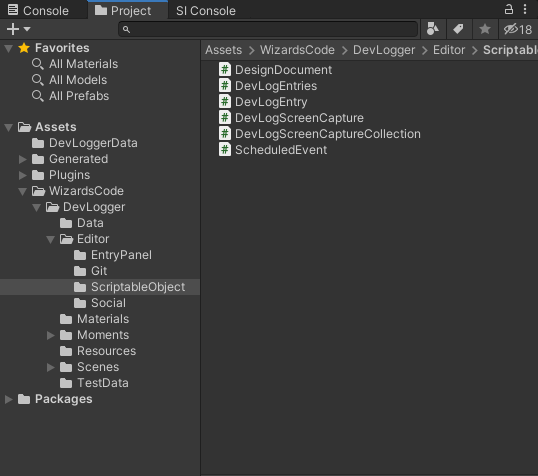 Console
Project
SI Console
18
Favorites
All Materials
All Models
All Prefabs
Assets
DevLoggerData
Generated
Plugins
WizardsCode
DevLogger
Data
Editor
EntryPanel
Git
ScriptableObject
Social
Materials
Moments
Resources
Scenes
TestData
Packages
Assets WizardsCode DevLogger Editor Scriptable
# DesignDocument
# DevLogEntries
# DevLogEntry
# DevLogScreenCapture
# DevLogScreenCaptureCollection
# ScheduledEvent